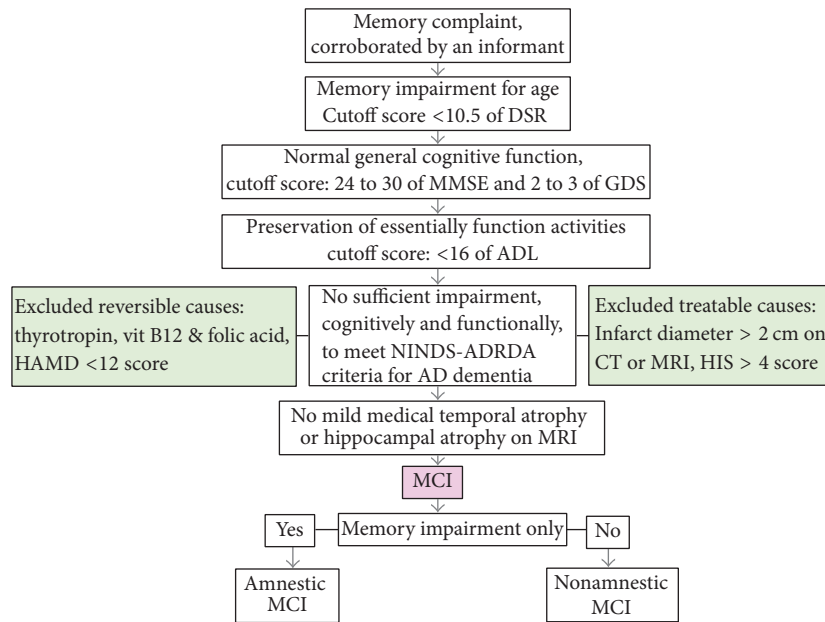 Memory complaint,
corroborated by an informant
Memory impairment for age
Cutoff score <10.5 of DSR
Normal general cognitive function,
cutoff score: 24 to 30 of MMSE and 2 to 3 of GDS
Preservation of essentially function activities
cutoff score: <16 of ADL
Excluded reversible causes:
thyrotropin, vit B12 & folic acid,
HAMD <12 score
No sufficient impairment,
cognitively and functionally,
to meet NINDS-ADRDA
criteria for AD dementia
Excluded treatable causes:
Infarct diameter > 2 cm on
CT or MRI, HIS > 4 score
No mild medical temporal atrophy
or hippocampal atrophy on MRI
MCI
Yes
Memory impairment only
No
Amnestic
MCI
Nonamnestic
MCI